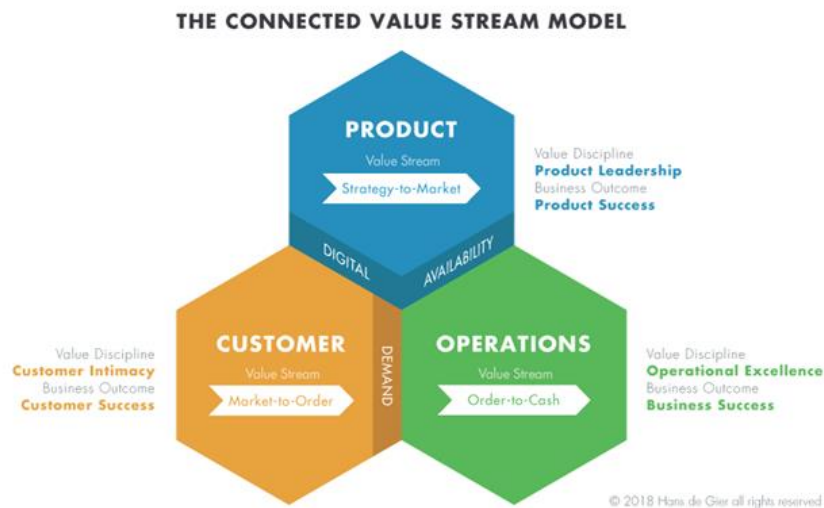 THE CONNECTED VALUE STREAM MODEL
PRODUCT
Value Stream
Strategy-to-Market
Value Discipline
Product Leadership
Business Outcome
Product Success
DIGITAL
AVAILABILITY
CUSTOMER
Value Stream
Market-to-Order
Value Discipline
Customer Intimacy
Business Outcome
Customer Success
DEMAND
OPERATIONS
Value Stream
Order-to-Cash
Value Discipline
Operational Excellence
Business Outcome
Business Success
© 2018 Hans de Gier all rights reserved